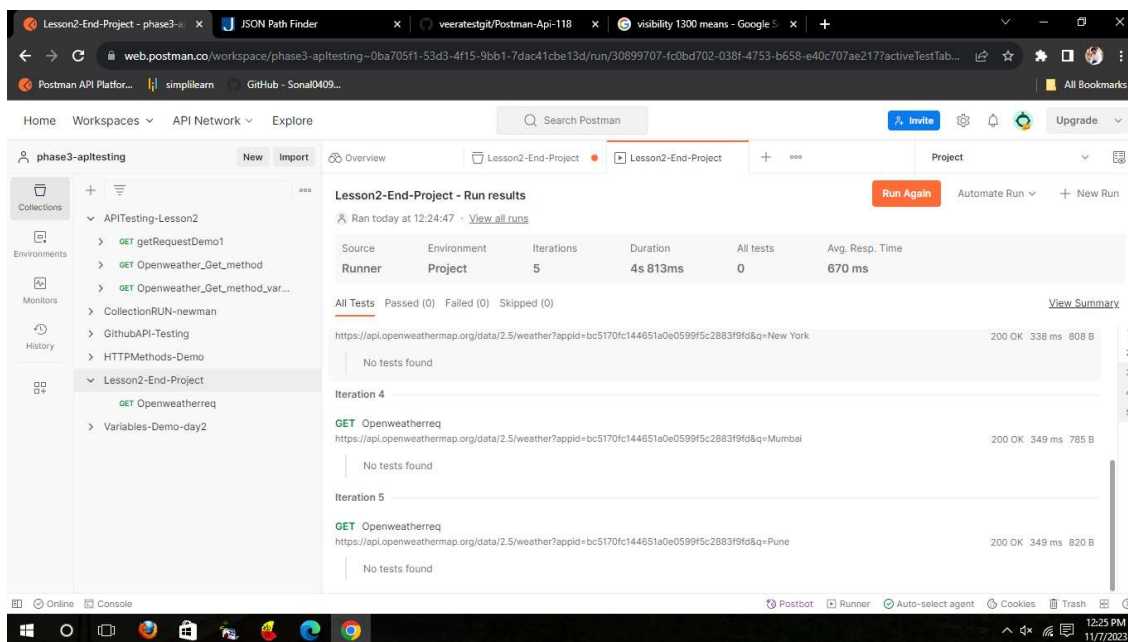 Lesson2-End-Project - phase3-a
JSON Path Finder
veeratestgit/Postman-Api-118
visibility 1300 means - Google S
web.postman.co/workspace/phase3-apItesting~0ba705f1-53d3-4f15-9bb1-7dac41cbe13d/run/30899707-fc0bd702-038f-4753-b658-e40c707ae217?activeTestTab...
Postman API Platfor...
simplilearn
GitHub - Sonal0409...
All Bookmarks
Home Workspaces API Network Explore
Search Postman
Invite
Upgrade
phase3-apItesting
New Import
Overview
Lesson2-End-Project
Lesson2-End-Project
Project
Collections
Environments
Monitors
History
APITesting-Lesson2
GET getRequestDemo1
GET Openweather_Get_method
GET Openweather_Get_method_var...
CollectionRUN-newman
GithubAPI-Testing
HTTPMethods-Demo
Lesson2-End-Project
GET Openweatherreq
Variables-Demo-day2
Lesson2-End-Project - Run results
Run Again
Automate Run
+ New Run
Ran today at 12:24:47 · View all runs
Source Environment Iterations Duration All tests Avg. Resp. Time
Runner Project 5 4s 813ms 0 670 ms
All Tests Passed (0) Failed (0) Skipped (0)
View Summary
https://api.openweathermap.org/data/2.5/weather?appid=bc5170fc144651a0e0599f5c2883f9fd&q=New York 200 OK 338 ms 808 B
No tests found
Iteration 4
GET Openweatherreq
https://api.openweathermap.org/data/2.5/weather?appid=bc5170fc144651a0e0599f5c2883f9fd&q=Mumbai 200 OK 349 ms 785 B
No tests found
Iteration 5
GET Openweatherreq
https://api.openweathermap.org/data/2.5/weather?appid=bc5170fc144651a0e0599f5c2883f9fd&q=Pune 200 OK 349 ms 820 B
No tests found
Online Console
Postbot Runner Auto-select agent Cookies Trash
12:25 PM
11/7/2023